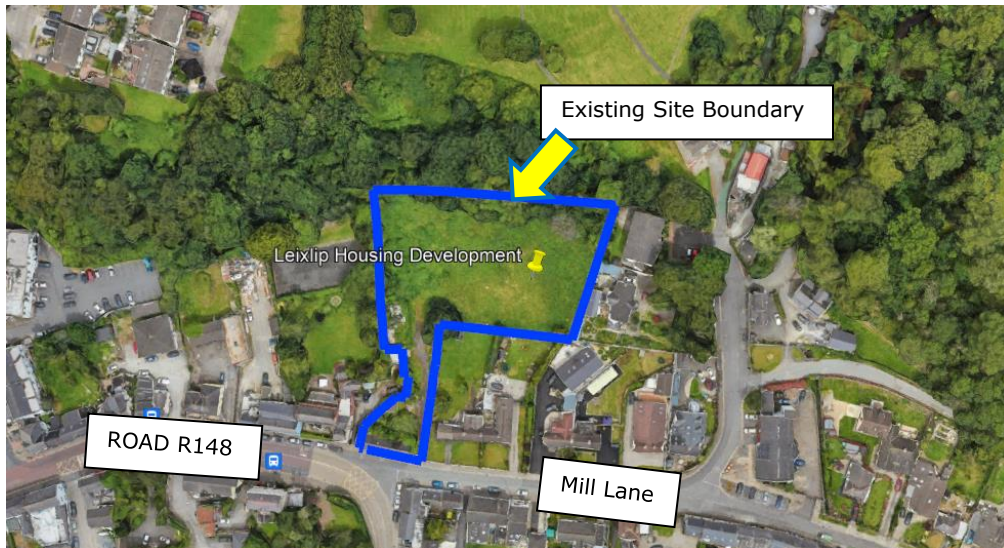 Existing Site Boundary
Leixlip Housing Development
ROAD R148
Mill Lane